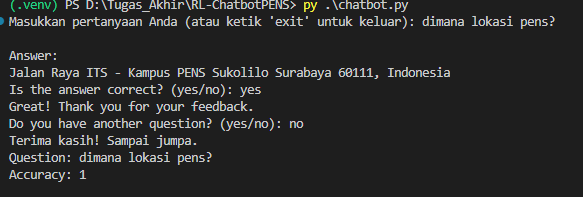 (.venv) PS D:\Tugas_Akhir\RL-ChatbotPENS> py .\chatbot.py
Masukkan pertanyaan Anda (atau ketik 'exit' untuk keluar): dimana lokasi pens?
Answer:
Jalan Raya ITS - Kampus PENS Sukolilo Surabaya 60111, Indonesia
Is the answer correct? (yes/no): yes
Great! Thank you for your feedback.
Do you have another question? (yes/no): no
Terima kasih! Sampai jumpa.
Question: dimana lokasi pens?
Accuracy: 1